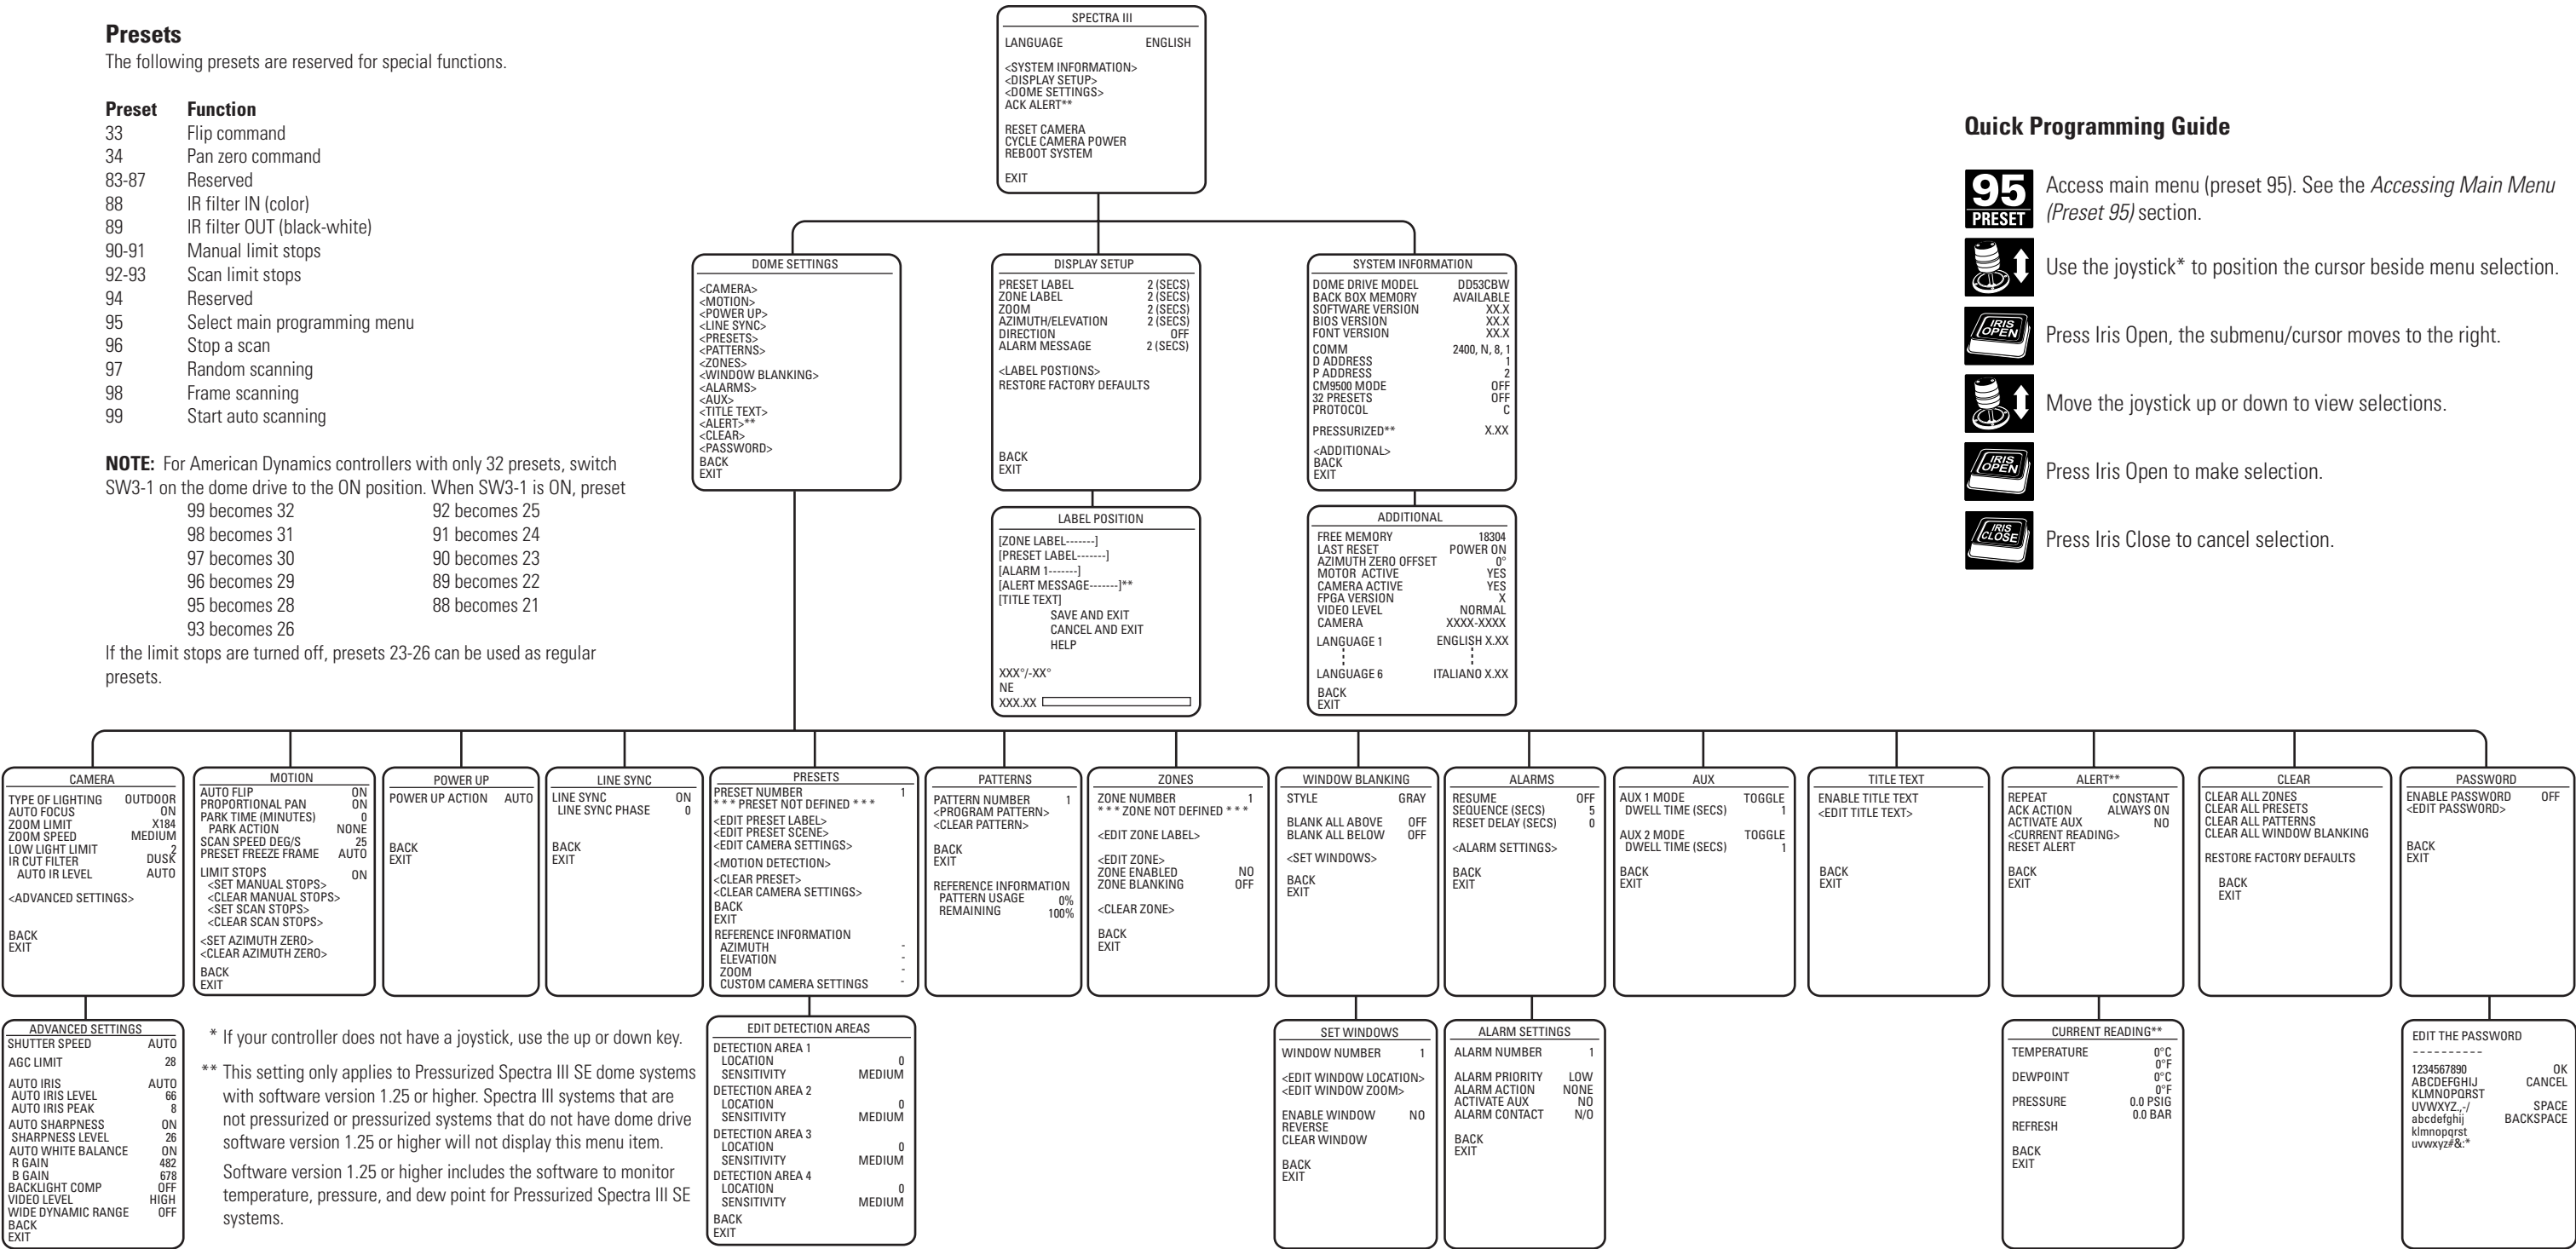 Presets
The following presets are reserved for special functions.
Preset Function
33 Flip command
34 Pan zero command
83-87 Reserved
88 IR filter IN (color)
89 IR filter OUT (black-white)
90-91 Manual limit stops
92-93 Scan limit stops
94 Reserved
95 Select main programming menu
96 Stop a scan
97 Random scanning
98 Frame scanning
99 Start auto scanning
NOTE: For American Dynamics controllers with only 32 presets, switch
SW3-1 on the dome drive to the ON position. When SW3-1 is ON, preset
99 becomes 32 92 becomes 25
98 becomes 31 91 becomes 24
97 becomes 30 90 becomes 23
96 becomes 29 89 becomes 22
95 becomes 28 88 becomes 21
93 becomes 26
If the limit stops are turned off, presets 23-26 can be used as regular
presets.
SPECTRA III
LANGUAGE ENGLISH
<SYSTEM INFORMATION>
<DISPLAY SETUP>
<DOME SETTINGS>
ACK ALERT**
RESET CAMERA
CYCLE CAMERA POWER
REBOOT SYSTEM
EXIT
Quick Programming Guide
95
PRESET
Access main menu (preset 95). See the Accessing Main Menu
(Preset 95) section.
Use the joystick* to position the cursor beside menu selection.
IRIS
OPEN
Press Iris Open, the submenu/cursor moves to the right.
Move the joystick up or down to view selections.
IRIS
OPEN
Press Iris Open to make selection.
IRIS
CLOSE
Press Iris Close to cancel selection.
DOME SETTINGS
<CAMERA>
<MOTION>
<POWER UP>
<LINE SYNC>
<PRESETS>
<PATTERNS>
<ZONES>
<WINDOW BLANKING>
<ALARMS>
<AUX>
<TITLE TEXT>
<ALERT>**
<CLEAR>
<PASSWORD>
BACK
EXIT
DISPLAY SETUP
PRESET LABEL 2 (SECS)
ZONE LABEL 2 (SECS)
ZOOM 2 (SECS)
AZIMUTH/ELEVATION 2 (SECS)
DIRECTION OFF
ALARM MESSAGE 2 (SECS)
<LABEL POSTIONS>
RESTORE FACTORY DEFAULTS
BACK
EXIT
SYSTEM INFORMATION
DOME DRIVE MODEL DD53CBW
BACK BOX MEMORY AVAILABLE
SOFTWARE VERSION XX.X
BIOS VERSION XX.X
FONT VERSION XX.X
COMM 2400, N, 8, 1
D ADDRESS 1
P ADDRESS 2
CM9500 MODE OFF
32 PRESETS OFF
PROTOCOL C
PRESSURIZED** X.XX
<ADDITIONAL>
BACK
EXIT
LABEL POSITION
[ZONE LABEL-------]
[PRESET LABEL-------]
[ALARM 1-------]
[ALERT MESSAGE-------]**
[TITLE TEXT]
SAVE AND EXIT
CANCEL AND EXIT
HELP
XXX°/-XX°
NE
XXX.XX
ADDITIONAL
FREE MEMORY 18304
LAST RESET POWER ON
AZIMUTH ZERO OFFSET 0°
MOTOR ACTIVE YES
CAMERA ACTIVE YES
FPGA VERSION X
VIDEO LEVEL NORMAL
CAMERA XXXX-XXXX
LANGUAGE 1 ENGLISH X.XX
LANGUAGE 6 ITALIANO X.XX
BACK
EXIT
CAMERA
TYPE OF LIGHTING OUTDOOR
AUTO FOCUS ON
ZOOM LIMIT X184
ZOOM SPEED MEDIUM
LOW LIGHT LIMIT 2
IR CUT FILTER DUSK
AUTO IR LEVEL AUTO
<ADVANCED SETTINGS>
BACK
EXIT
MOTION
AUTO FLIP ON
PROPORTIONAL PAN ON
PARK TIME (MINUTES) 0
PARK ACTION NONE
SCAN SPEED DEG/S 25
PRESET FREEZE FRAME AUTO
LIMIT STOPS ON
<SET MANUAL STOPS>
<CLEAR MANUAL STOPS>
<SET SCAN STOPS>
<CLEAR SCAN STOPS>
<SET AZIMUTH ZERO>
<CLEAR AZIMUTH ZERO>
BACK
EXIT
POWER UP
POWER UP ACTION AUTO
BACK
EXIT
LINE SYNC
LINE SYNC ON
LINE SYNC PHASE 0
BACK
EXIT
PRESETS
PRESET NUMBER 1
* * * PRESET NOT DEFINED * * *
<EDIT PRESET LABEL>
<EDIT PRESET SCENE>
<EDIT CAMERA SETTINGS>
<MOTION DETECTION>
<CLEAR PRESET>
<CLEAR CAMERA SETTINGS>
BACK
EXIT
REFERENCE INFORMATION
AZIMUTH -
ELEVATION -
ZOOM -
CUSTOM CAMERA SETTINGS -
PATTERNS
PATTERN NUMBER 1
<PROGRAM PATTERN>
<CLEAR PATTERN>
BACK
EXIT
REFERENCE INFORMATION
PATTERN USAGE 0%
REMAINING 100%
ZONES
ZONE NUMBER 1
* * * ZONE NOT DEFINED * * *
<EDIT ZONE LABEL>
<EDIT ZONE>
ZONE ENABLED NO
ZONE BLANKING OFF
<CLEAR ZONE>
BACK
EXIT
WINDOW BLANKING
STYLE GRAY
BLANK ALL ABOVE OFF
BLANK ALL BELOW OFF
<SET WINDOWS>
BACK
EXIT
ALARMS
RESUME OFF
SEQUENCE (SECS) 5
RESET DELAY (SECS) 0
<ALARM SETTINGS>
BACK
EXIT
AUX
AUX 1 MODE TOGGLE
DWELL TIME (SECS) 1
AUX 2 MODE TOGGLE
DWELL TIME (SECS) 1
BACK
EXIT
TITLE TEXT
ENABLE TITLE TEXT
<EDIT TITLE TEXT>
BACK
EXIT
ALERT**
REPEAT CONSTANT
ACK ACTION ALWAYS ON
ACTIVATE AUX NO
<CURRENT READING>
RESET ALERT
BACK
EXIT
CLEAR
CLEAR ALL ZONES
CLEAR ALL PRESETS
CLEAR ALL PATTERNS
CLEAR ALL WINDOW BLANKING
RESTORE FACTORY DEFAULTS
BACK
EXIT
PASSWORD
ENABLE PASSWORD OFF
<EDIT PASSWORD>
BACK
EXIT
ADVANCED SETTINGS
SHUTTER SPEED AUTO
AGC LIMIT 28
AUTO IRIS AUTO
AUTO IRIS LEVEL 66
AUTO IRIS PEAK 8
AUTO SHARPNESS ON
SHARPNESS LEVEL 26
AUTO WHITE BALANCE ON
R GAIN 482
B GAIN 678
BACKLIGHT COMP OFF
VIDEO LEVEL HIGH
WIDE DYNAMIC RANGE OFF
BACK
EXIT
* If your controller does not have a joystick, use the up or down key.
** This setting only applies to Pressurized Spectra III SE dome systems
with software version 1.25 or higher. Spectra III systems that are
not pressurized or pressurized systems that do not have dome drive
software version 1.25 or higher will not display this menu item.
Software version 1.25 or higher includes the software to monitor
temperature, pressure, and dew point for Pressurized Spectra III SE
systems.
EDIT DETECTION AREAS
DETECTION AREA 1
LOCATION 0
SENSITIVITY MEDIUM
DETECTION AREA 2
LOCATION 0
SENSITIVITY MEDIUM
DETECTION AREA 3
LOCATION 0
SENSITIVITY MEDIUM
DETECTION AREA 4
LOCATION 0
SENSITIVITY MEDIUM
BACK
EXIT
SET WINDOWS
WINDOW NUMBER 1
<EDIT WINDOW LOCATION>
<EDIT WINDOW ZOOM>
ENABLE WINDOW NO
REVERSE
CLEAR WINDOW
BACK
EXIT
ALARM SETTINGS
ALARM NUMBER 1
ALARM PRIORITY LOW
ALARM ACTION NONE
ACTIVATE AUX NO
ALARM CONTACT N/O
BACK
EXIT
CURRENT READING**
TEMPERATURE 0°C
0°F
DEWPOINT 0°C
0°F
PRESSURE 0.0 PSIG
0.0 BAR
REFRESH
BACK
EXIT
EDIT THE PASSWORD
- - - - - - - - - -
1234567890 OK
ABCDEFGHIJ CANCEL
KLMNOPQRST
UVWXYZ.,-/ SPACE
abcdefghij BACKSPACE
klmnopqrst
uvwxyz#&:*